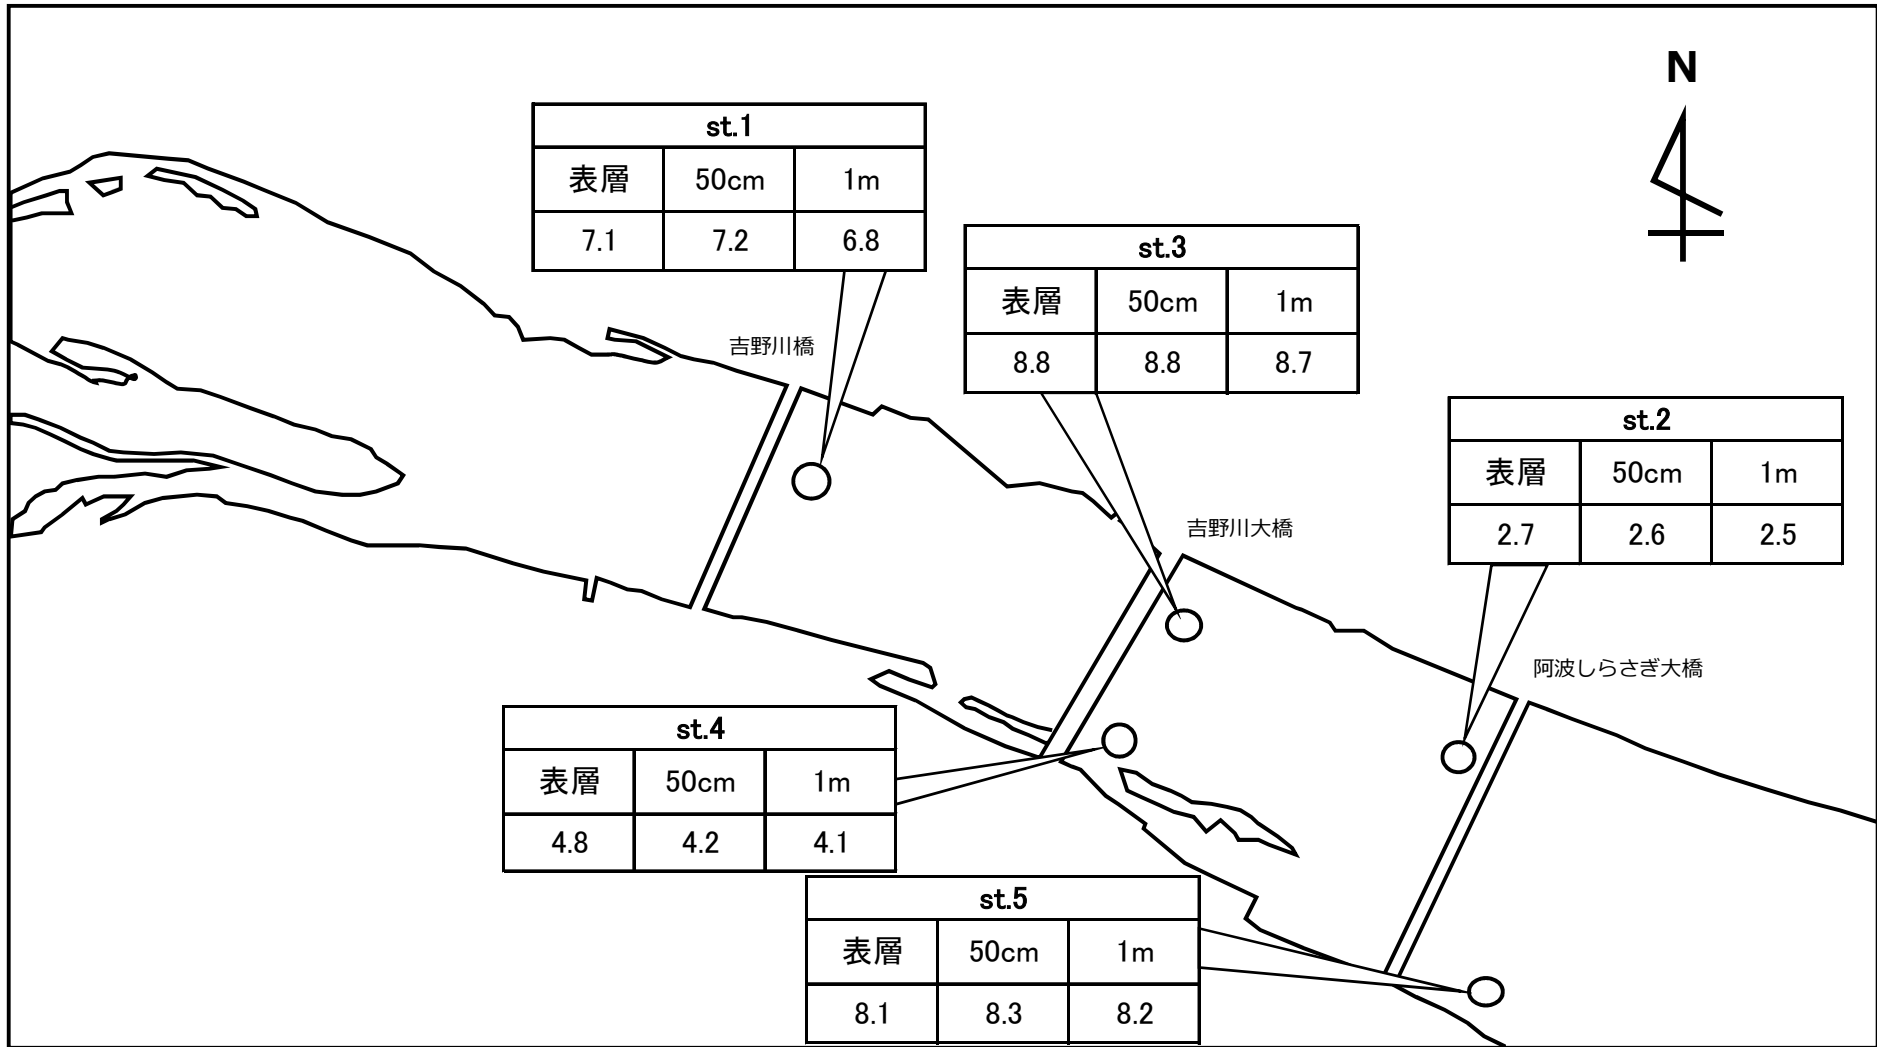 N
st.1
表層 50cm 1m
7.1 7.2 6.8
吉野川橋
st.3
表層 50cm 1m
8.8 8.8 8.7
吉野川大橋
st.2
表層 50cm 1m
2.7 2.6 2.5
阿波しらさぎ大橋
st.4
表層 50cm 1m
4.8 4.2 4.1
st.5
表層 50cm 1m
8.1 8.3 8.2